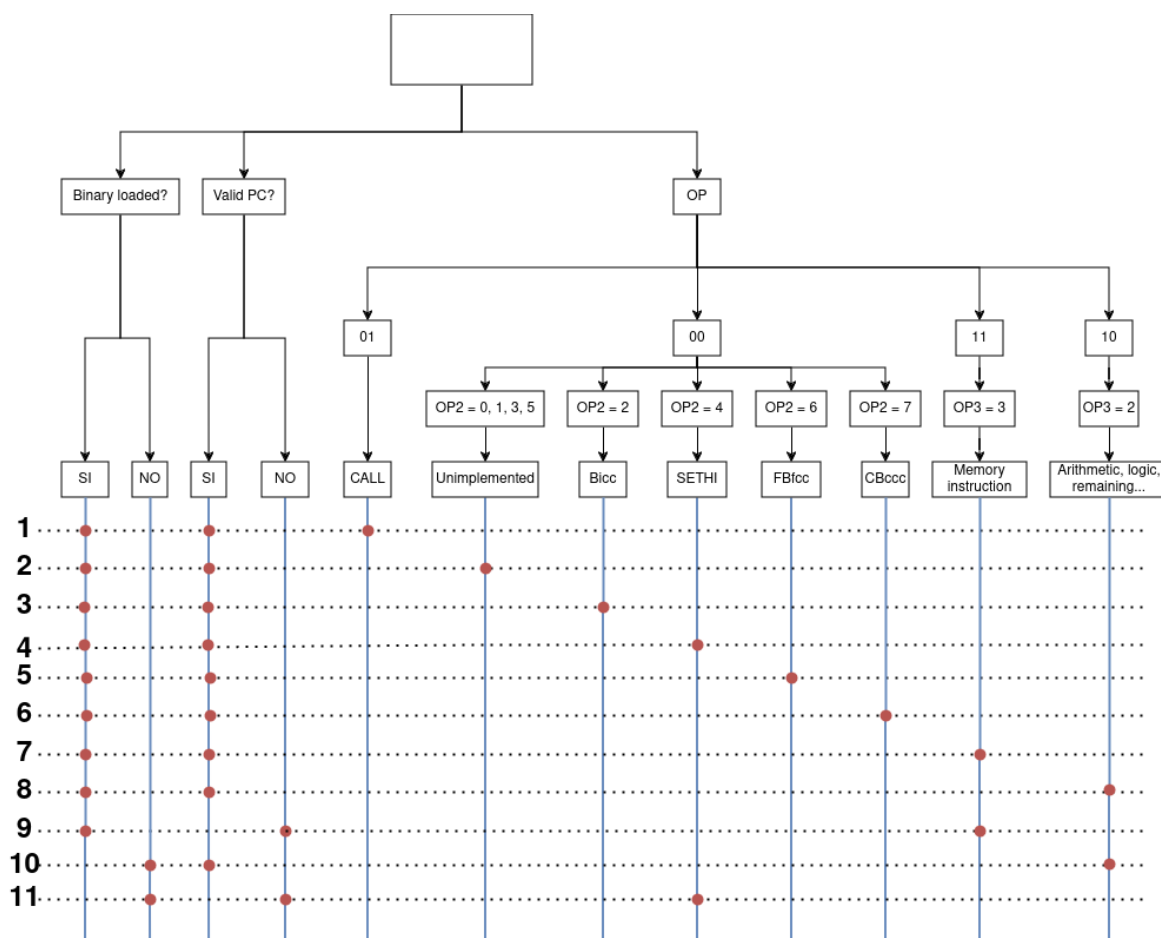 Binary loaded?
Valid PC?
OP
01
00
11
10
OP2 = 0, 1, 3, 5
OP2 = 2
OP2 = 4
OP2 = 6
OP2 = 7
OP3 = 3
OP3 = 2
SI
NO
SI
NO
CALL
Unimplemented
Bicc
SETHI
FBfcc
CBccc
Memory
instruction
Arithmetic, logic,
remaining...
1
2
3
4
5
6
7
8
9
10
11